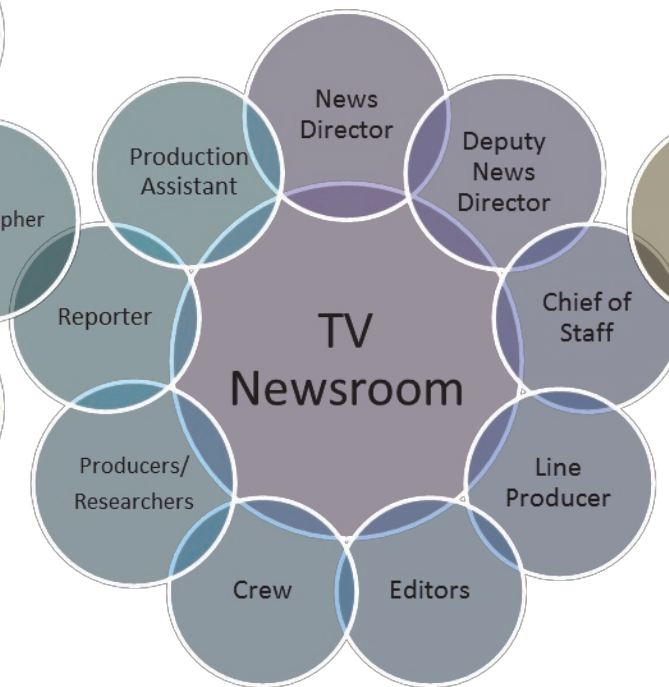 News
Director
Deputy
News
Director
Chief of
Staff
Line
Producer
Editors
Crew
Producers/
Researchers
Reporter
Production
Assistant
TV
Newsroom
pher